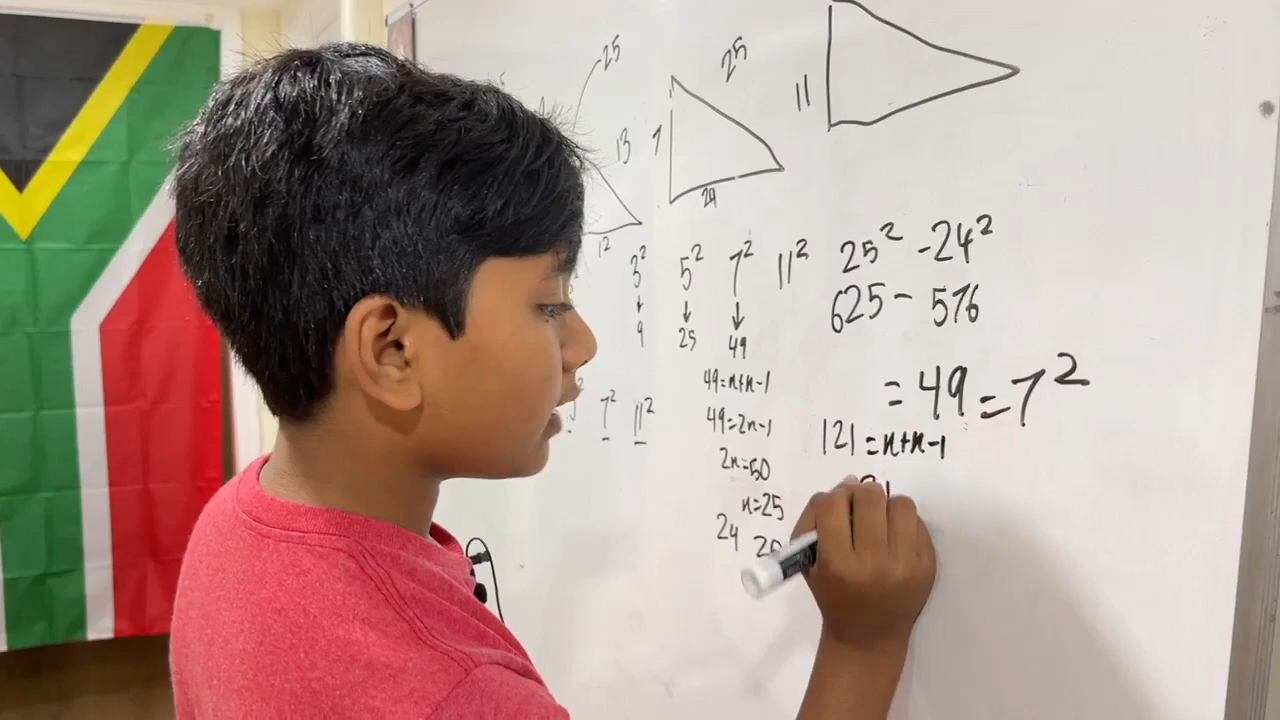 25
25
11
13
7
24
12
3² 5² 7² 11²
9 25 49
25² -24²
625 - 576
= 49 = 7²
7² 11²
49=n+n-1
49=2n-1
2n=50
n=25
24
121 = n+n-1